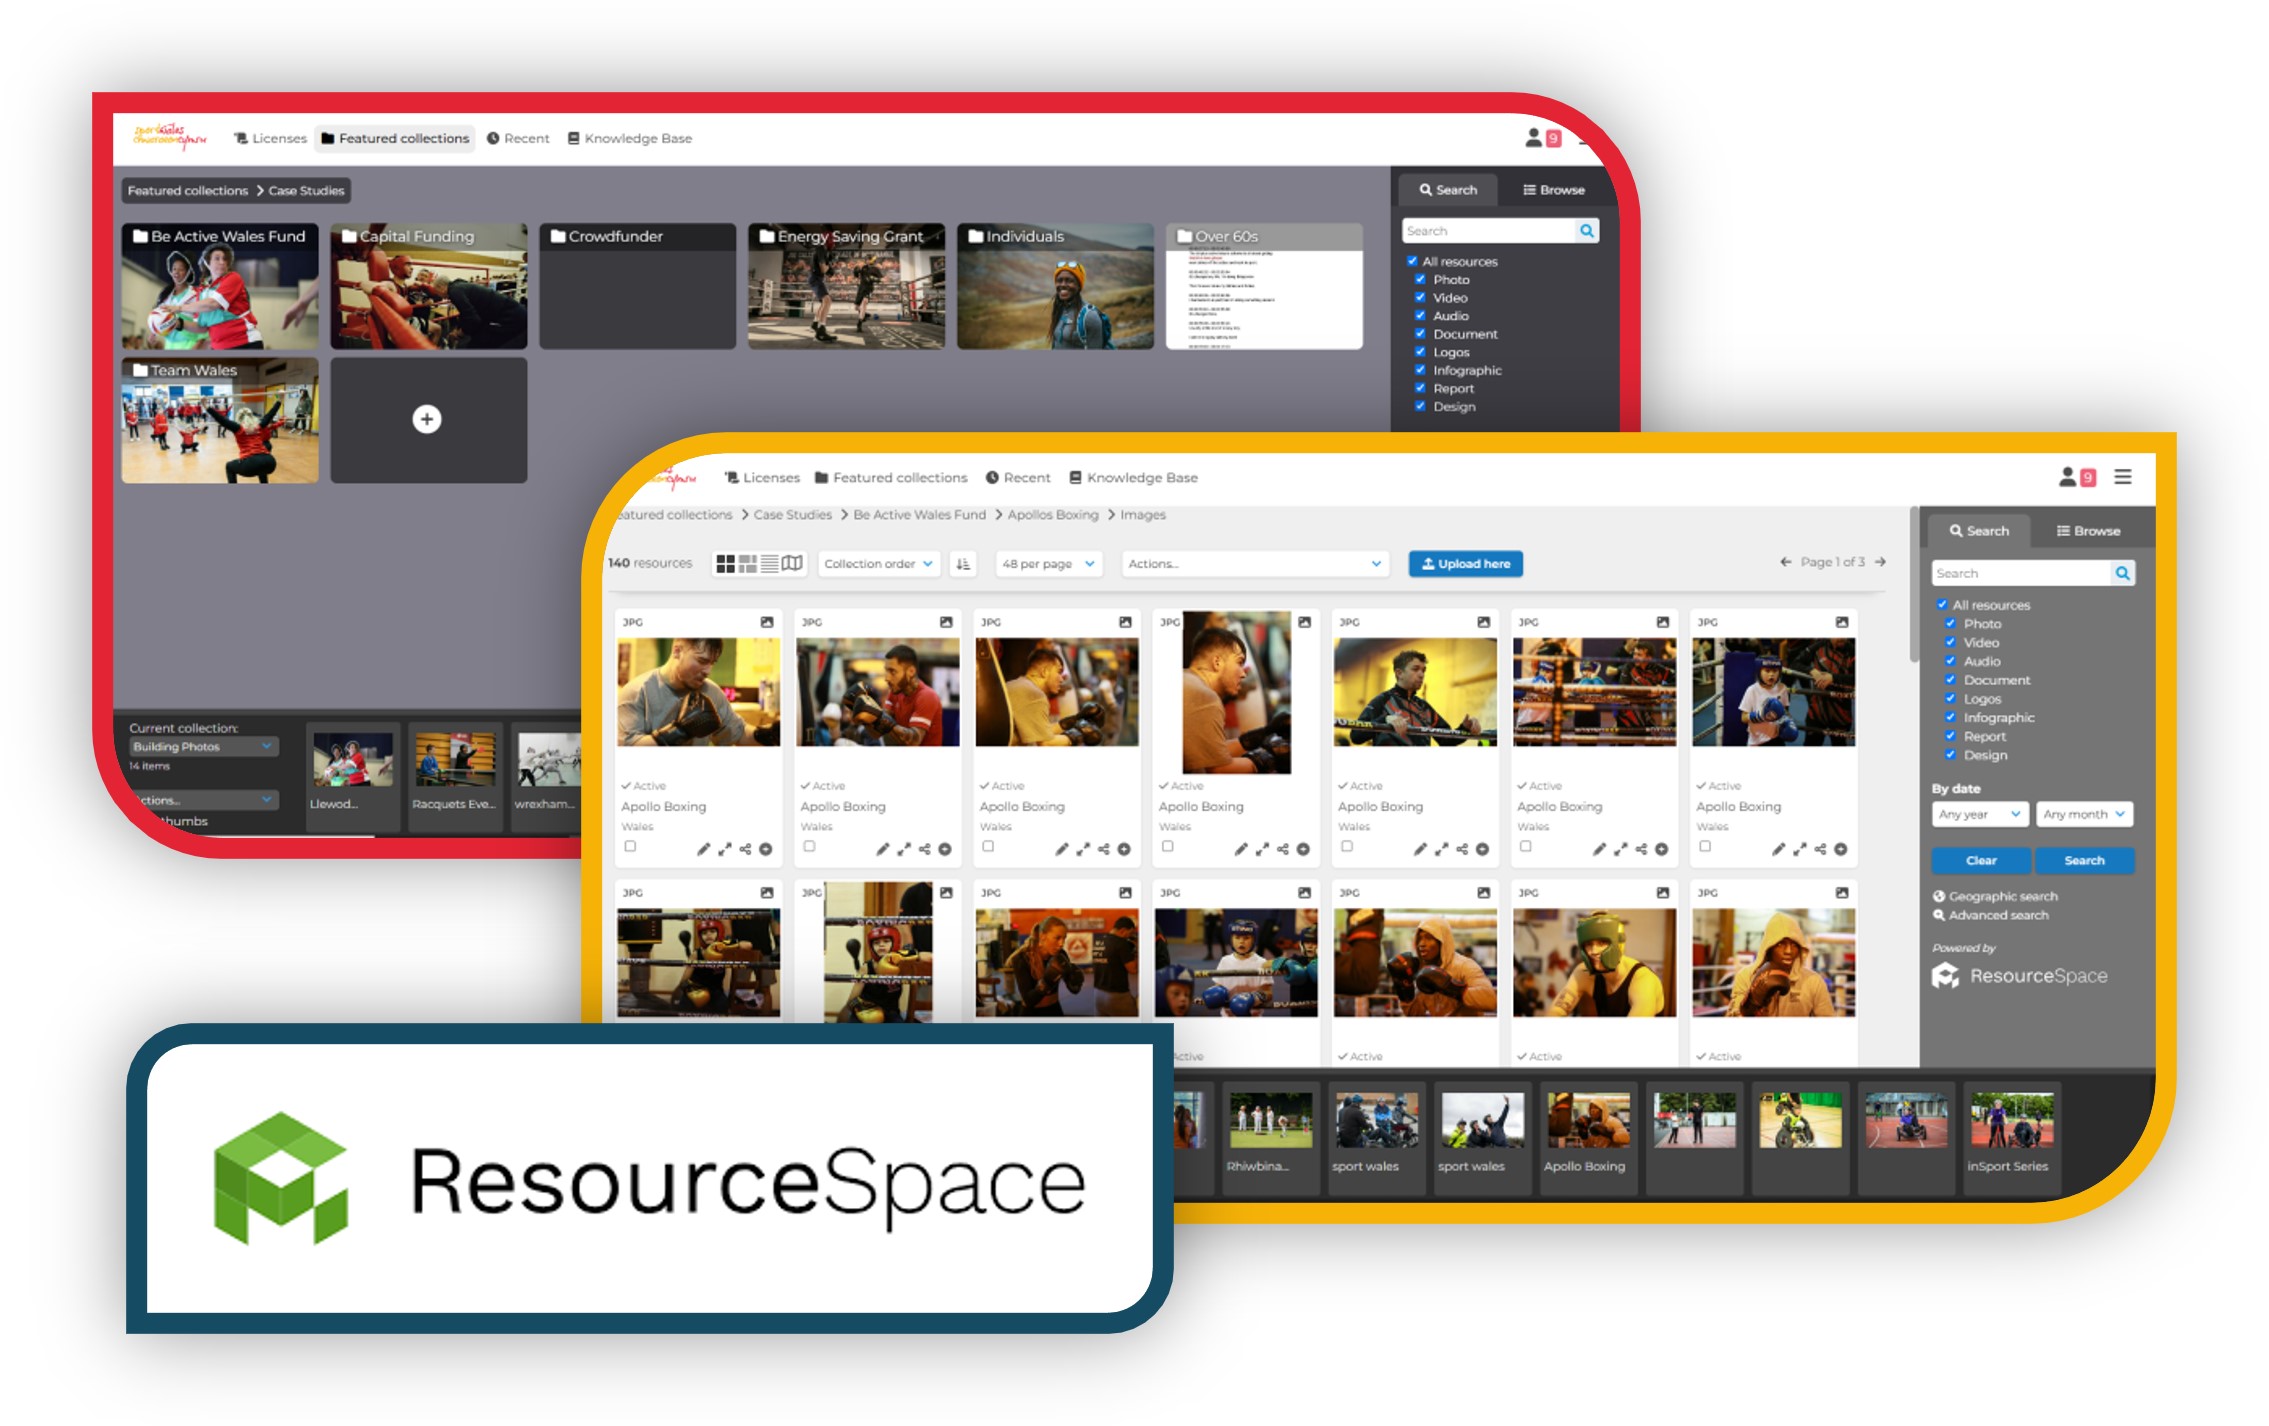 sportwales
chwaraeoncymru
Licenses Featured collections Recent Knowledge Base 9
Featured collections > Case Studies
Search Browse
Be Active Wales Fund Capital Funding Crowdfunder Energy Saving Grant Individuals Over 60s
Team Wales
Search
All resources
Photo
Video
Audio
Document
Logos
Infographic
Report
Design
Current collection:
Building Photos
14 items
ctions...
thumbs
Llewod... Racquets Eve... wrexham...
Licenses Featured collections Recent Knowledge Base 9
eatured collections > Case Studies > Be Active Wales Fund > Apollos Boxing > Images
140 resources Collection order 48 per page Actions... Upload here Page 1 of 3
JPG JPG JPG JPG JPG JPG JPG
Active Active Active Active Active Active Active
Apollo Boxing Apollo Boxing Apollo Boxing Apollo Boxing Apollo Boxing Apollo Boxing Apollo Boxing
Wales Wales Wales Wales Wales Wales Wales
JPG JPG JPG JPG JPG JPG JPG
ctive Active Active Active
Search Browse
Search
All resources
Photo
Video
Audio
Document
Logos
Infographic
Report
Design
By date
Any year Any month
Clear Search
Geographic search
Advanced search
Powered by
ResourceSpace
Rhiwbina... sport wales sport wales Apollo Boxing inSport Series
ResourceSpace